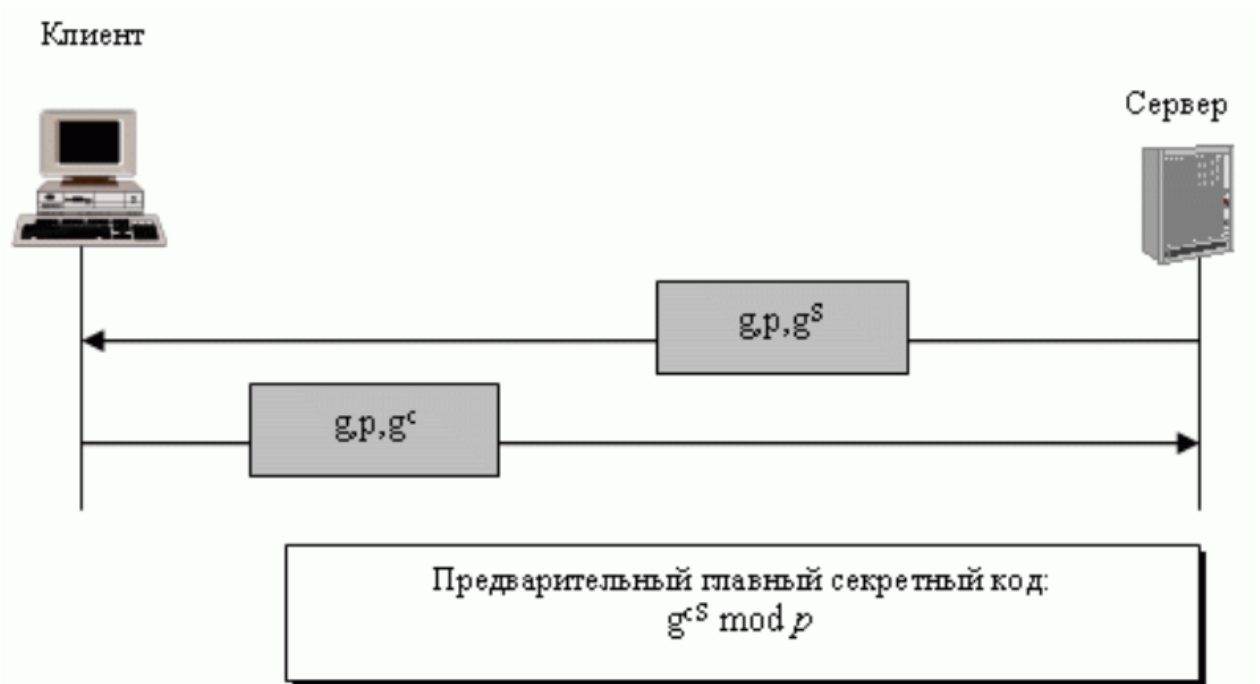 Клиент
Сервер
g,p,g^S
g,p,g^c
Предварительный главный секретный код:
g^cS mod p